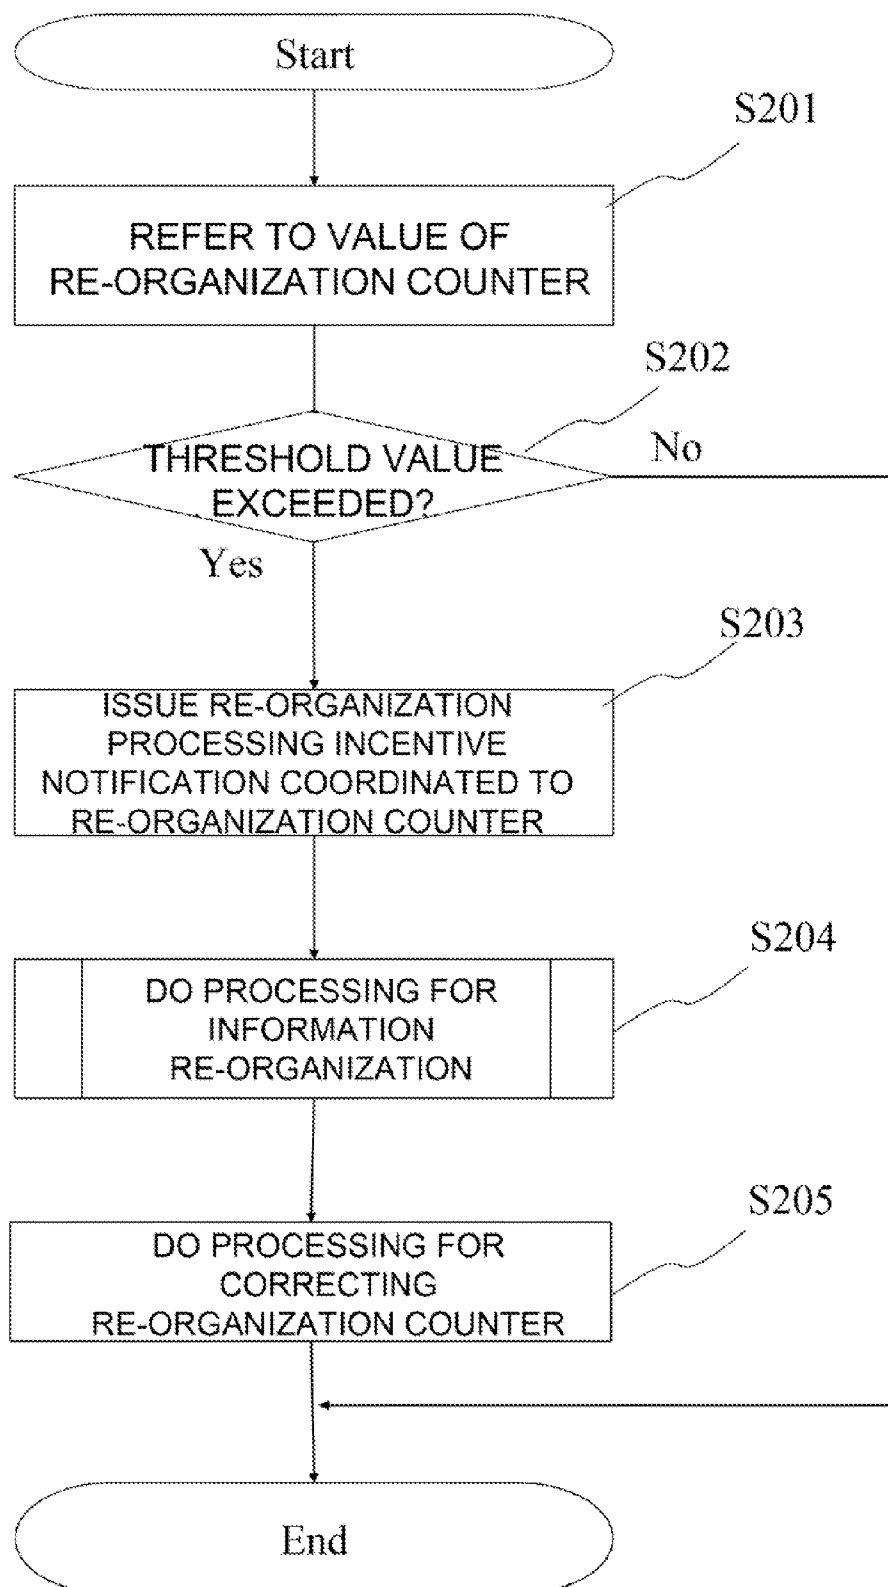 Start
S201
REFER TO VALUE OF
RE-ORGANIZATION COUNTER
S202
THRESHOLD VALUE
EXCEEDED?
No
Yes
S203
ISSUE RE-ORGANIZATION
PROCESSING INCENTIVE
NOTIFICATION COORDINATED TO
RE-ORGANIZATION COUNTER
S204
DO PROCESSING FOR
INFORMATION
RE-ORGANIZATION
S205
DO PROCESSING FOR
CORRECTING
RE-ORGANIZATION COUNTER
End